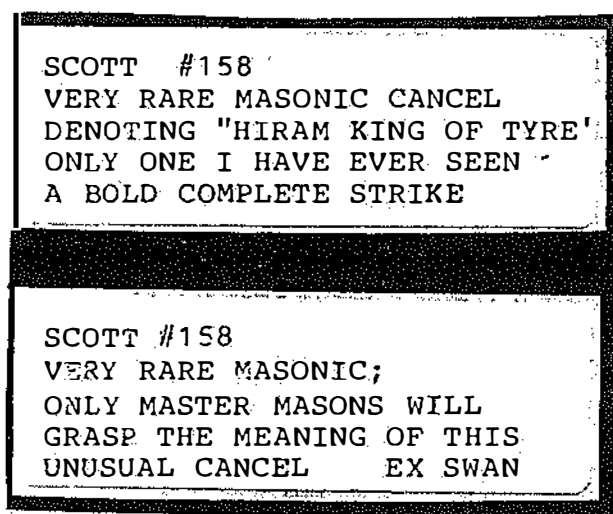 SCOTT #158
VERY RARE MASONIC CANCEL
DENOTING "HIRAM KING OF TYRE'
ONLY ONE I HAVE EVER SEEN
A BOLD COMPLETE STRIKE
SCOTT #158
VERY RARE MASONIC;
ONLY MASTER MASONS WILL
GRASP THE MEANING OF THIS
UNUSUAL CANCEL EX SWAN